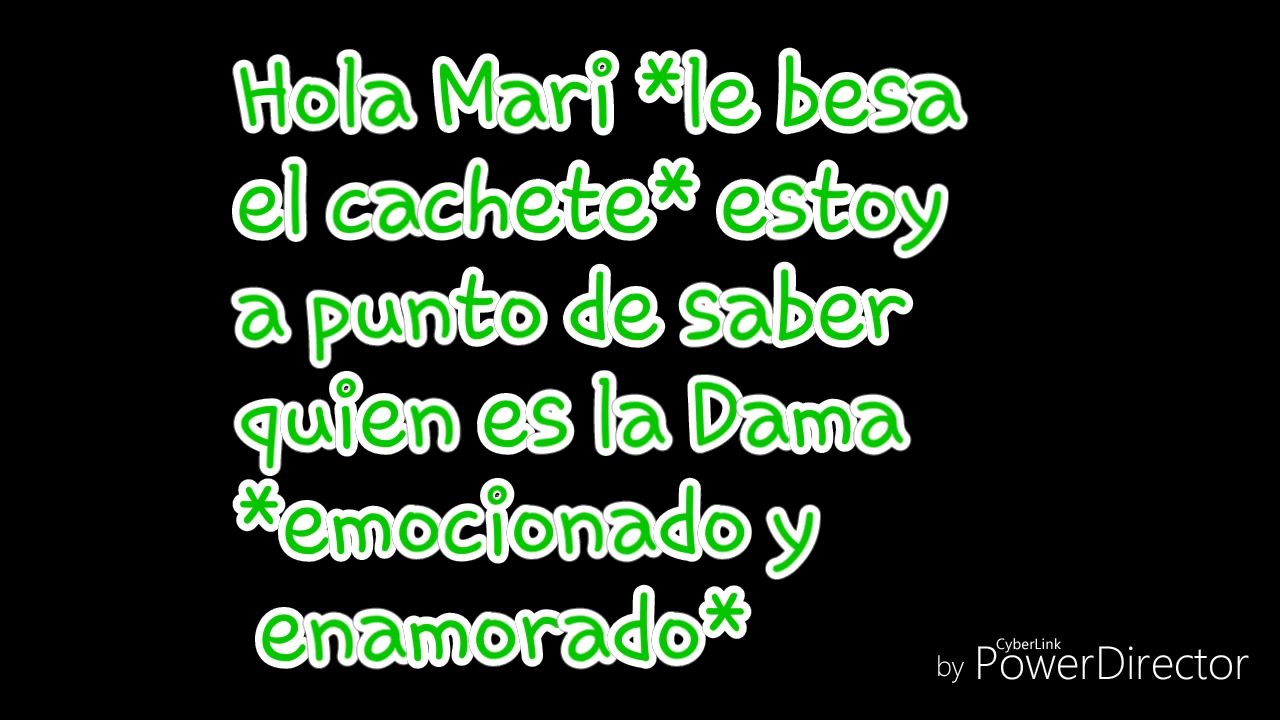 Hola Mari *le besa
el cachete* estoy
a punto de saber
quien es la Dama
*emocionado y
enamorado*
by CyberLink PowerDirector